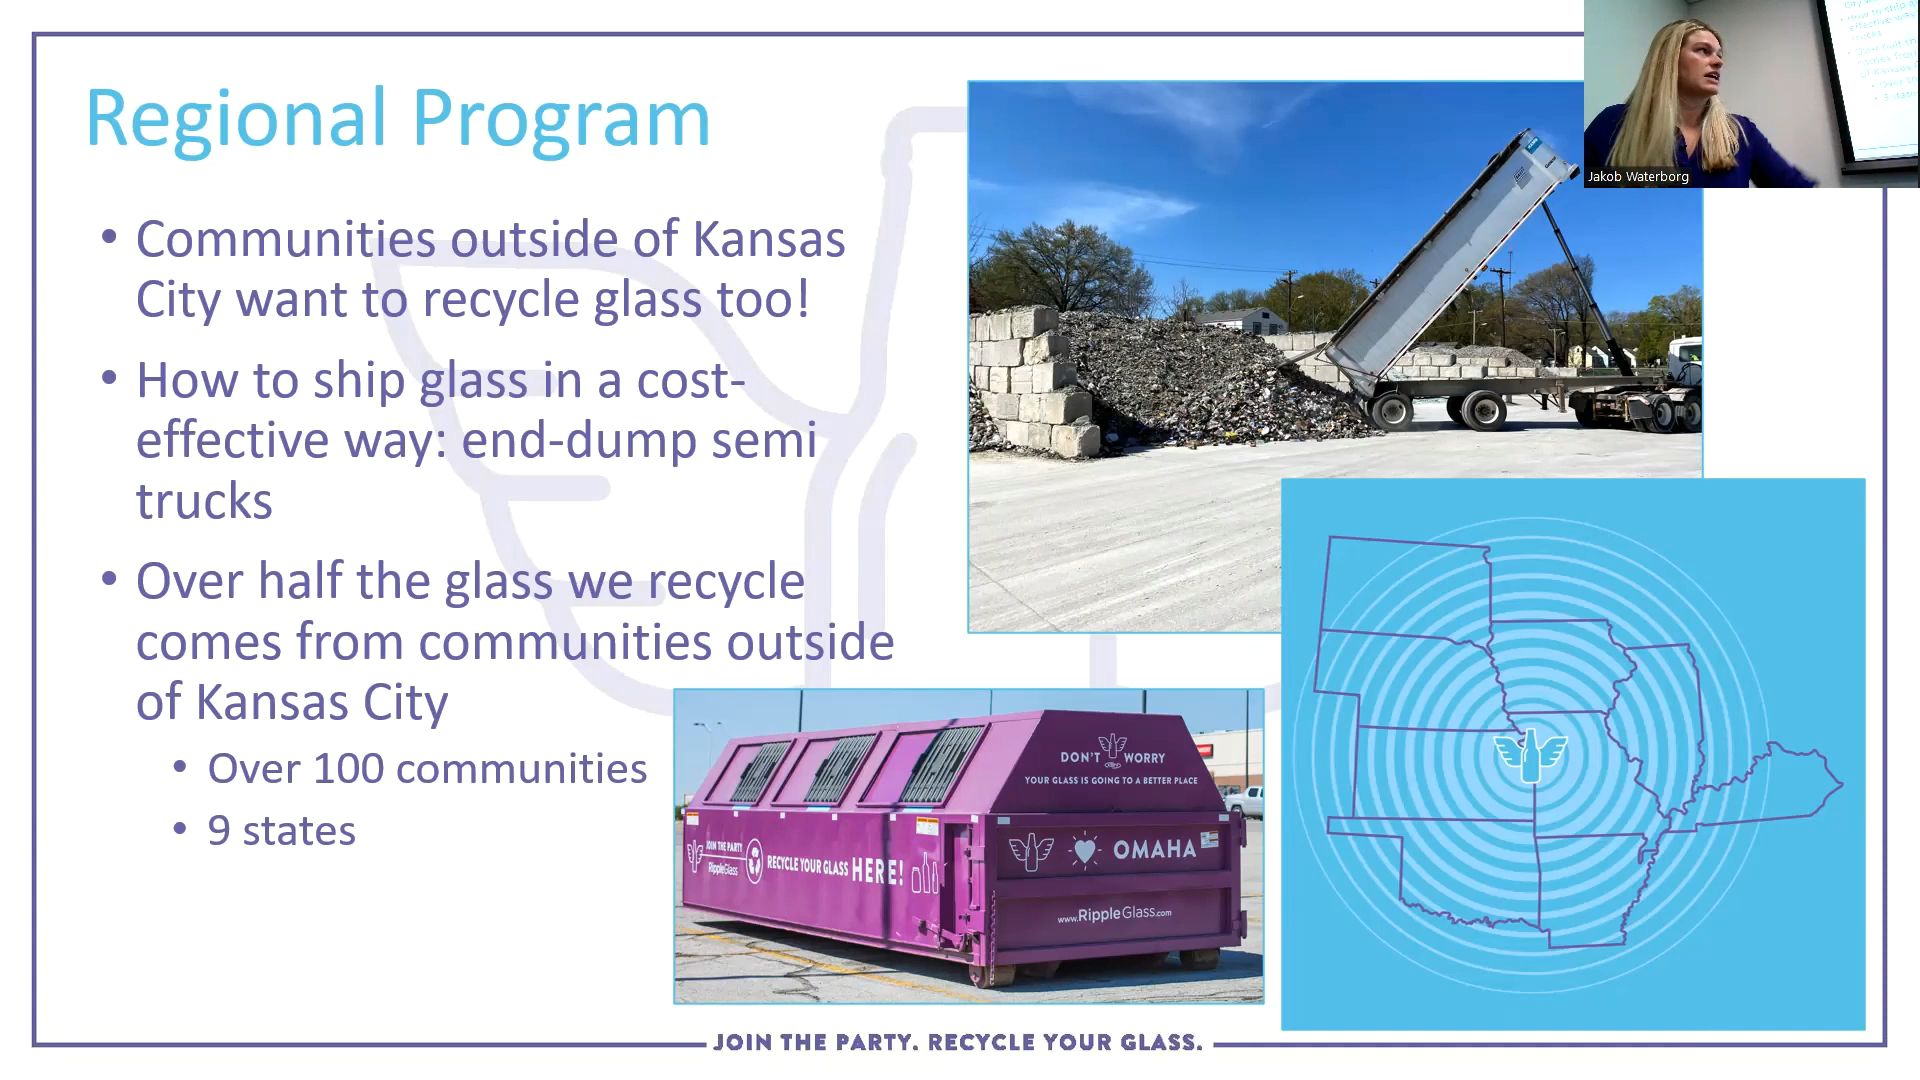 Regional Program
• Communities outside of Kansas
City want to recycle glass too!
• How to ship glass in a cost-
effective way: end-dump semi
trucks
• Over half the glass we recycle
comes from communities outside
of Kansas City
• Over 100 communities
• 9 states
Jakob Waterborg
DON'T WORRY
YOUR GLASS IS GOING TO A BETTER PLACE
JOIN THE PARTY
RippleGlass
RECYCLE YOUR GLASS HERE!
OMAHA
www.RippleGlass.com
JOIN THE PARTY. RECYCLE YOUR GLASS.